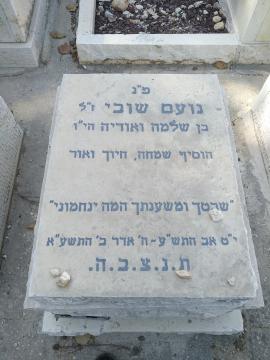 פ"נ
נועם שובי ז"ל
בן שלמה ואודיה הי"ו
הוסיף שמחה, חיוך ואור
"שבטך ומשענתך המה ינחמוני"
י"ט אב התש"ע - ה' אדר ב' התשע"א
ת.נ.צ.ב.ה.